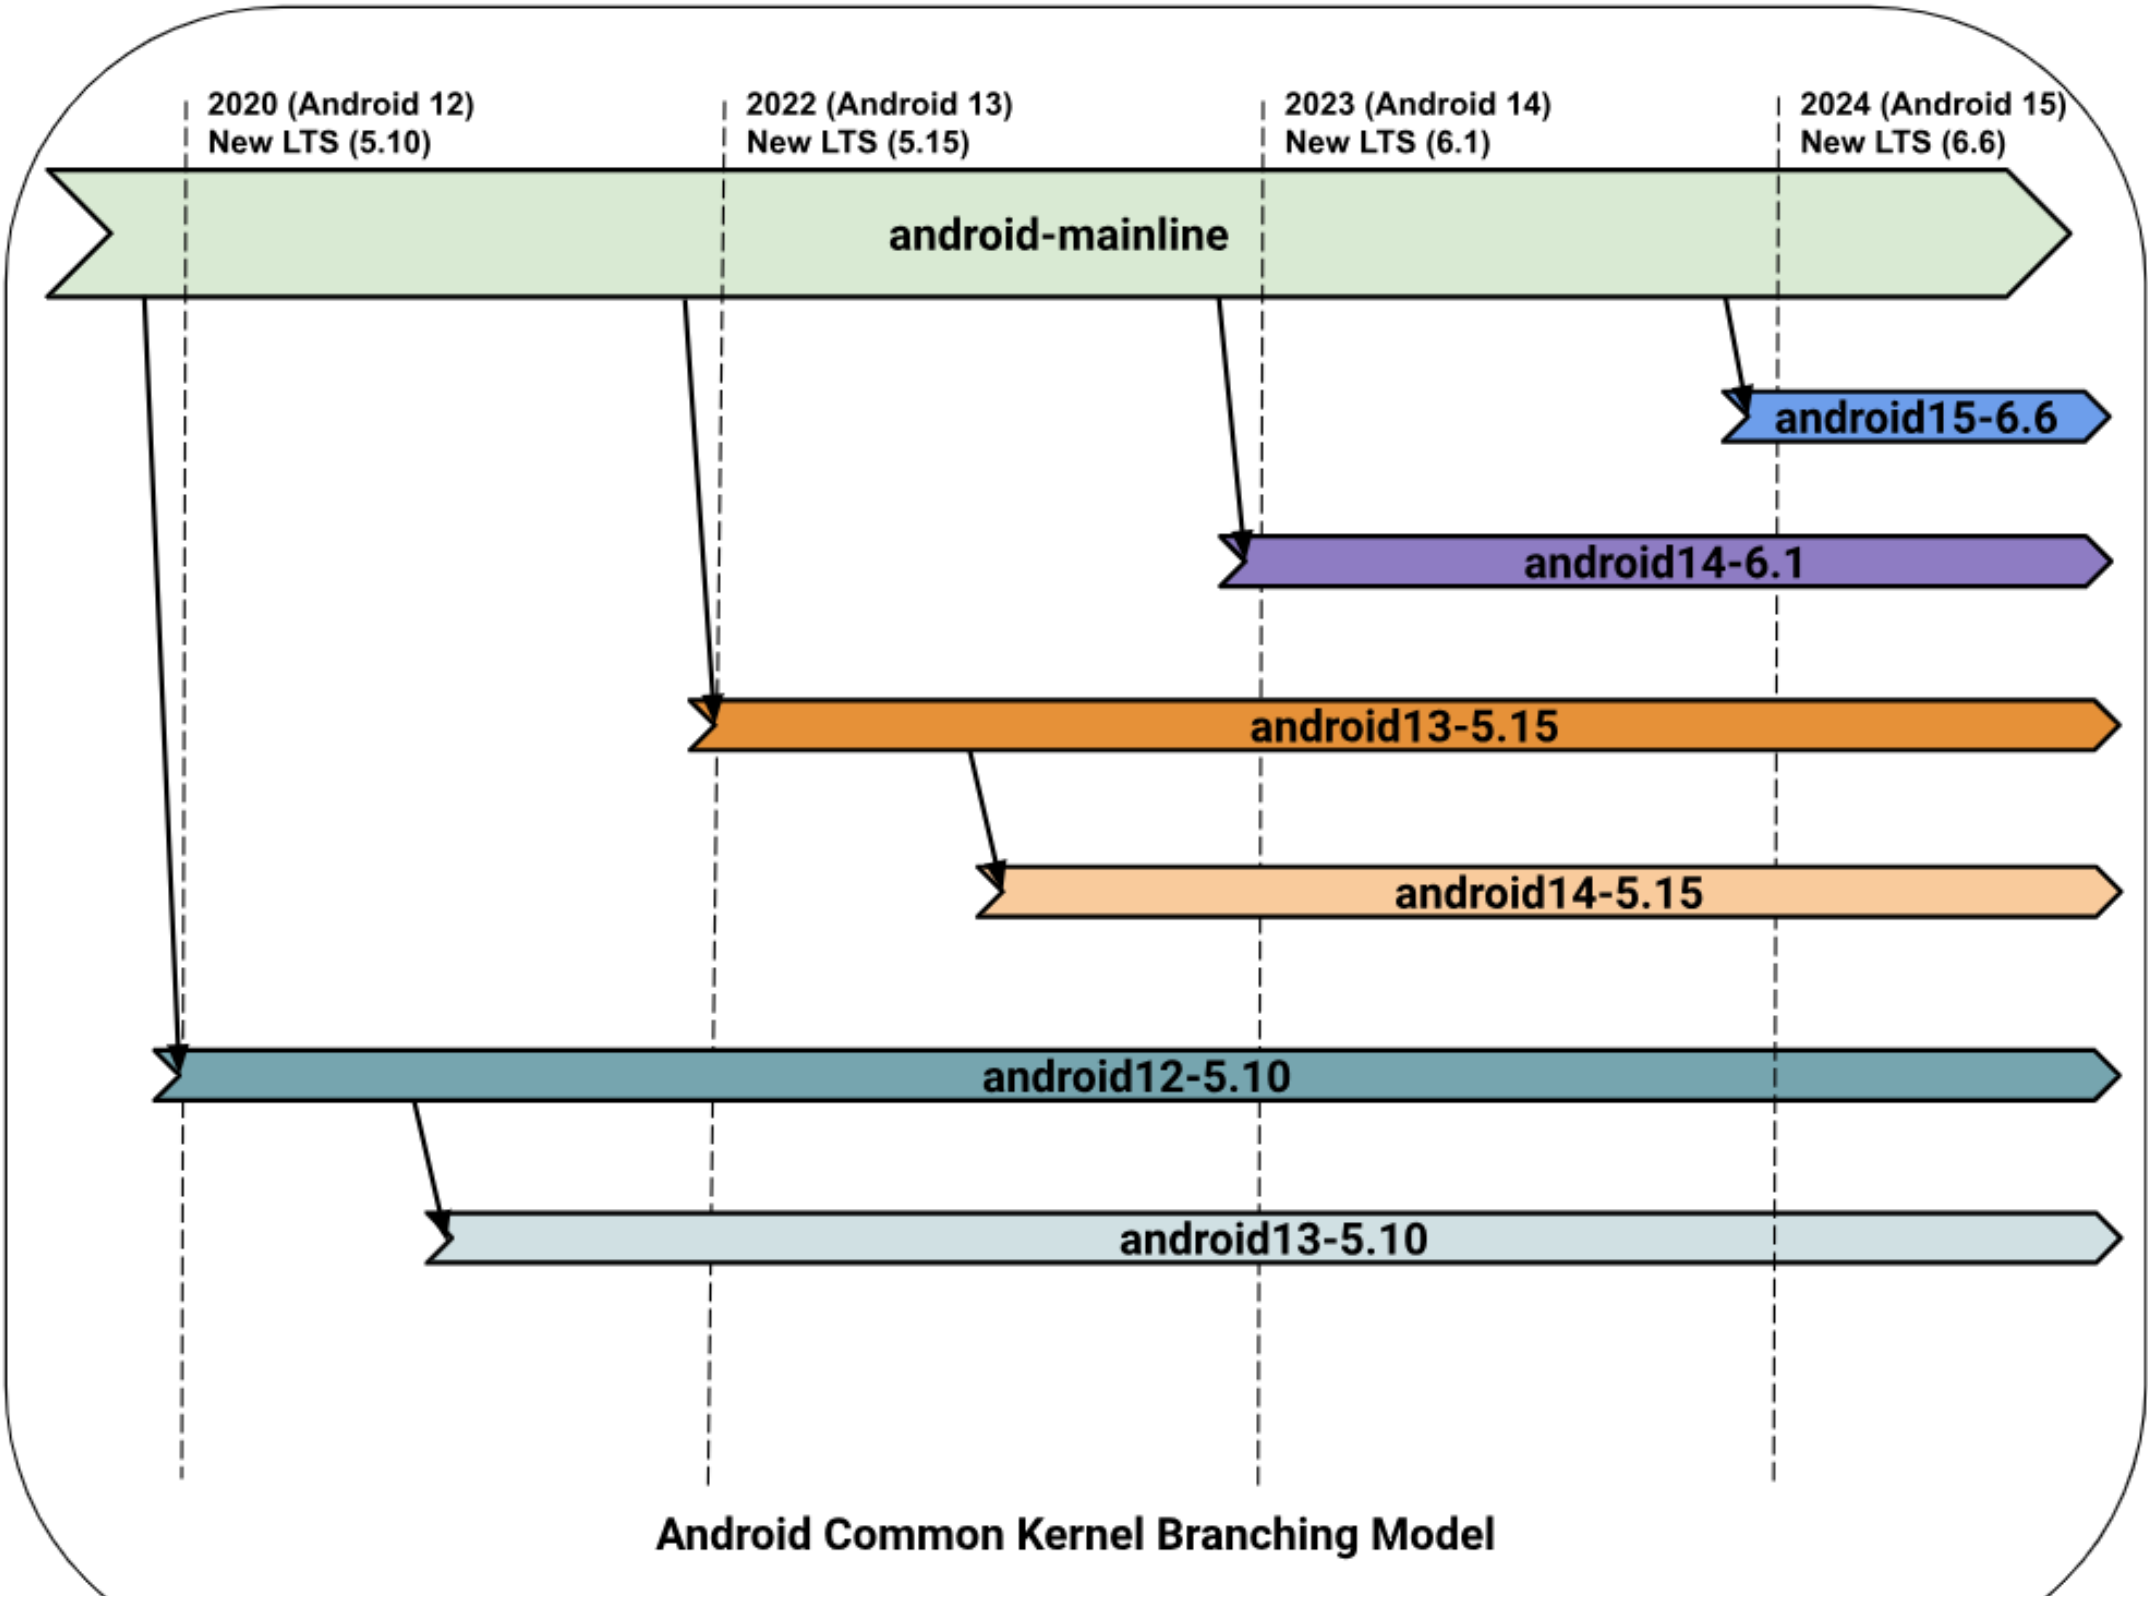 2020 (Android 12)
New LTS (5.10)
2022 (Android 13)
New LTS (5.15)
2023 (Android 14)
New LTS (6.1)
2024 (Android 15)
New LTS (6.6)
android-mainline
android15-6.6
android14-6.1
android13-5.15
android14-5.15
android12-5.10
android13-5.10
Android Common Kernel Branching Model